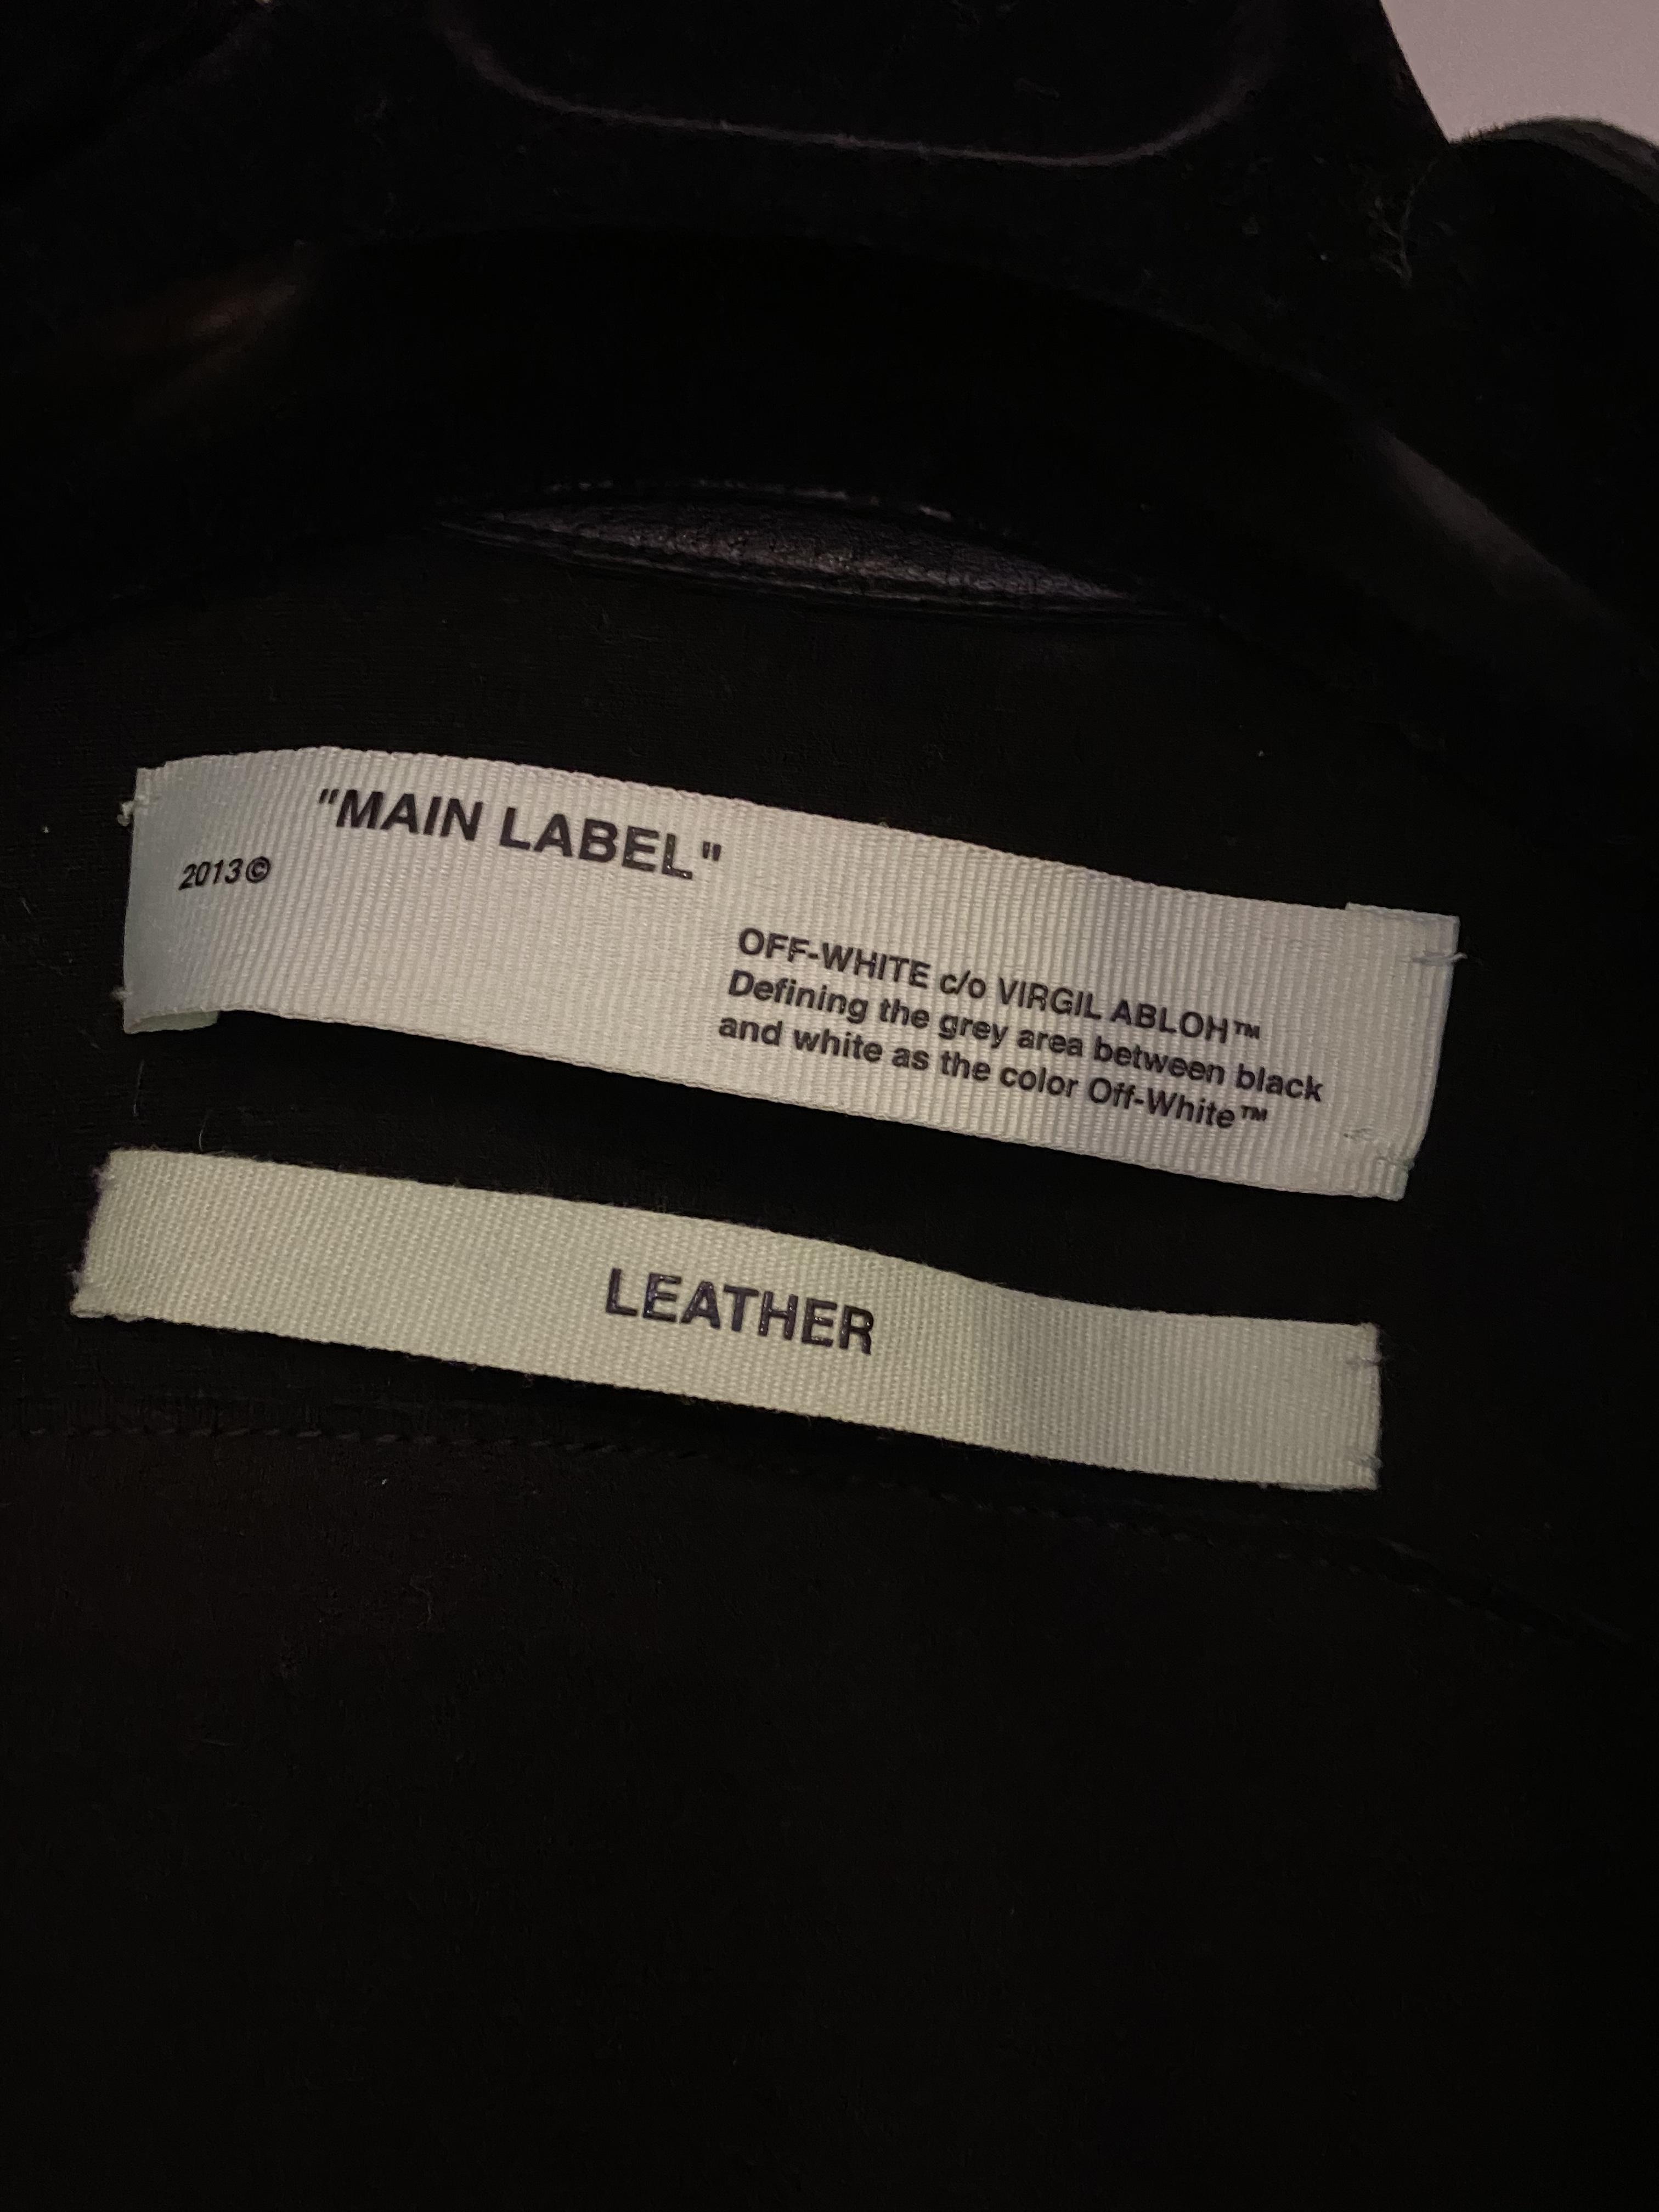 "MAIN LABEL"
2013©
OFF-WHITE c/o VIRGIL ABLOH™
Defining the grey area between black
and white as the color Off-White™
LEATHER